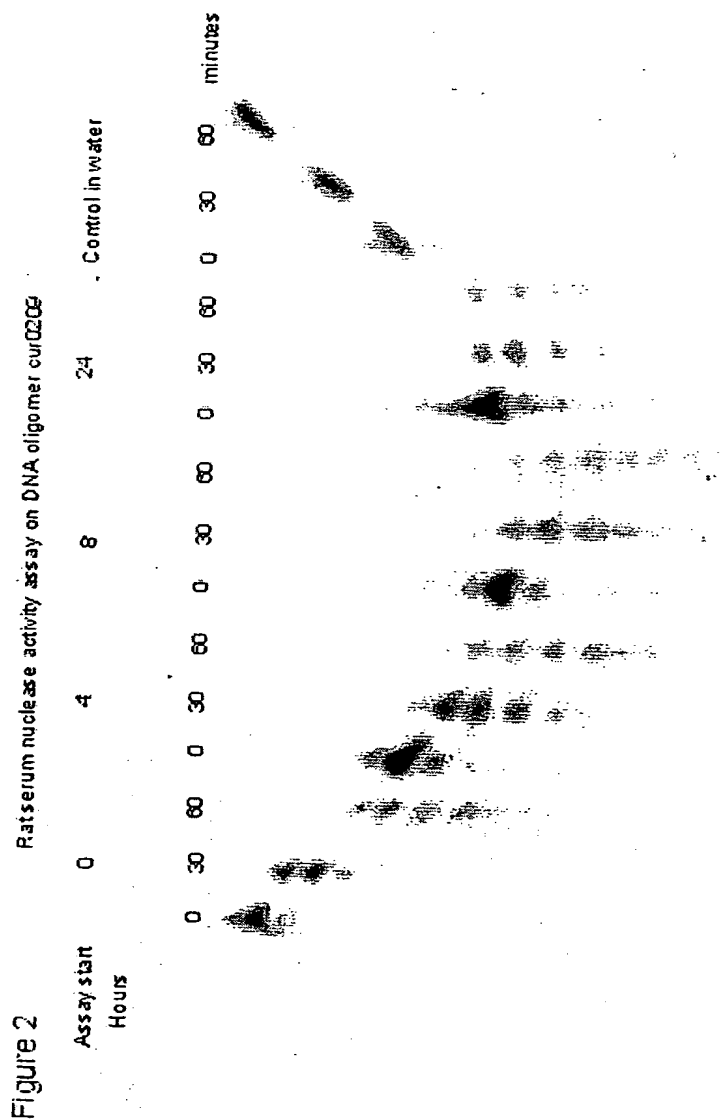 Figure 2
Rat serum nuclease activity assay on DNA oligomer cur0209
Assay start 0 4 8 24 Control in water
Hours
0 30 60 0 30 60 0 30 60 0 30 60 0 30 60 minutes